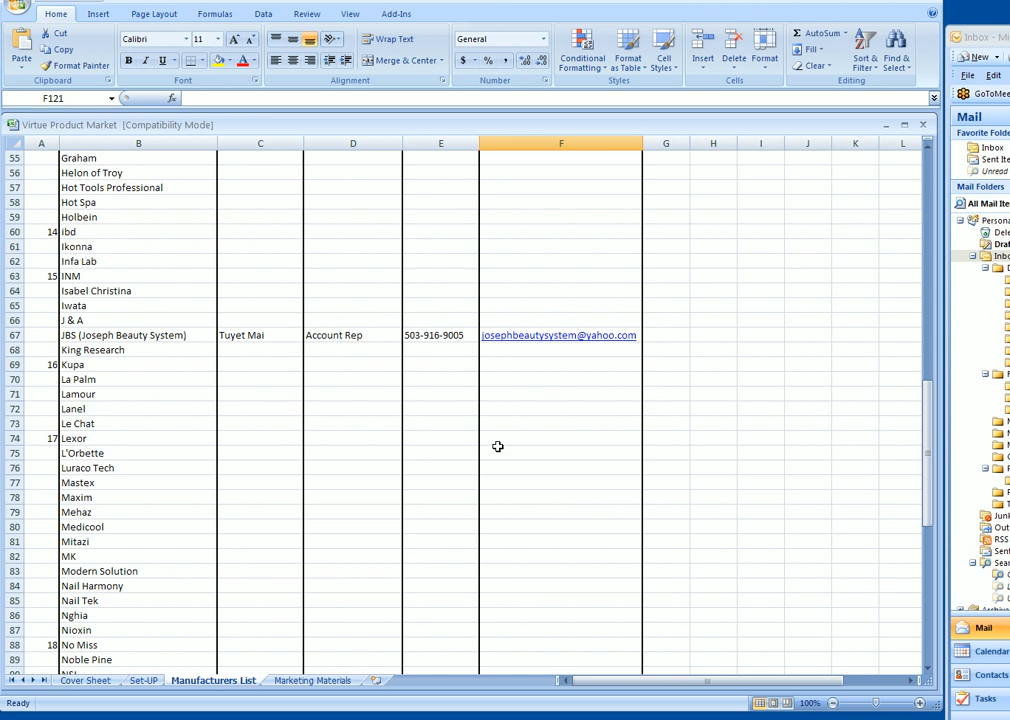 Home Insert Page Layout Formulas Data Review View Add-Ins
Paste Cut Copy Format Painter Clipboard
Calibri 11 A A B I U A Font
Wrap Text Merge & Center Alignment
General $ % , Number
Conditional Formatting Format as Table Cell Styles Styles
Insert Delete Format Cells
Σ AutoSum Fill Clear Sort & Filter Find & Select Editing
F121 fx
Virtue Product Market [Compatibility Mode]
A B C D E F G H I J K L
55 Graham
56 Helon of Troy
57 Hot Tools Professional
58 Hot Spa
59 Holbein
60 14 ibd
61 Ikonna
62 Infa Lab
63 15 INM
64 Isabel Christina
65 Iwata
66 J & A
67 JBS (Joseph Beauty System) Tuyet Mai Account Rep 503-916-9005 josephbeautysystem@yahoo.com
68 King Research
69 16 Kupa
70 La Palm
71 Lamour
72 Lanel
73 Le Chat
74 17 Lexor
75 L'Orbette
76 Luraco Tech
77 Mastex
78 Maxim
79 Mehaz
80 Medicool
81 Mitazi
82 MK
83 Modern Solution
84 Nail Harmony
85 Nail Tek
86 Nghia
87 Nioxin
88 18 No Miss
89 Noble Pine
Cover Sheet Set-UP Manufacturers List Marketing Materials
Ready 100%
Inbox - Mi
New
File Edit
GoToMee
Mail
Favorite Folde
Inbox
Sent Ite
Unread
Mail Folders
All Mail Ite
Persona
Dele
Draf
Inbo
Junk
Out
RSS
Sent
Sear
Mail
Calendar
Contacts
Tasks